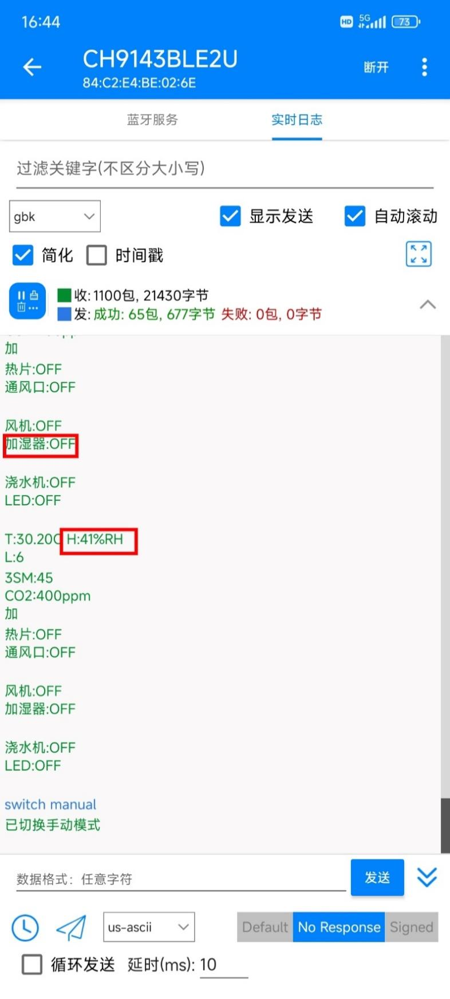 16:44
HD 5G 73
CH9143BLE2U
84:C2:E4:BE:02:6E
断开
蓝牙服务 实时日志
过滤关键字(不区分大小写)
gbk 显示发送 自动滚动
简化 时间戳
收: 1100包, 21430字节
发: 成功: 65包, 677字节 失败: 0包, 0字节
加
热片:OFF
通风口:OFF
风机:OFF
加湿器:OFF
浇水机:OFF
LED:OFF
T:30.20C H:41%RH
L:6
3SM:45
CO2:400ppm
加
热片:OFF
通风口:OFF
风机:OFF
加湿器:OFF
浇水机:OFF
LED:OFF
switch manual
已切换手动模式
数据格式：任意字符 发送
us-ascii Default No Response Signed
循环发送 延时(ms): 10